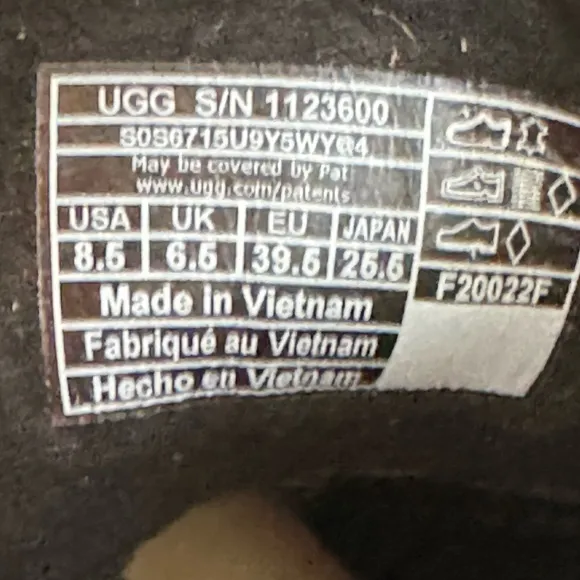 UGG S/N 1123600
S0S6715U9Y5WY@4
May be covered by Pat
www.ugg.com/patents
USA UK EU JAPAN
8.5 6.5 39.5 25.5
F20022F
Made in Vietnam
Fabriqué au Vietnam
Hecho en Vietnam